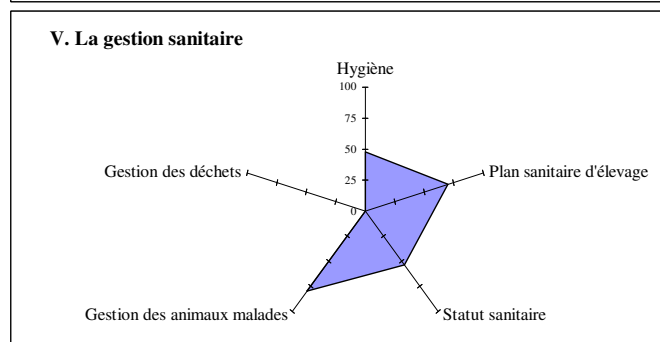 V. La gestion sanitaire
Hygiène
100
75
50
25
0
Gestion des déchets
Plan sanitaire d'élevage
Gestion des animaux malades
Statut sanitaire